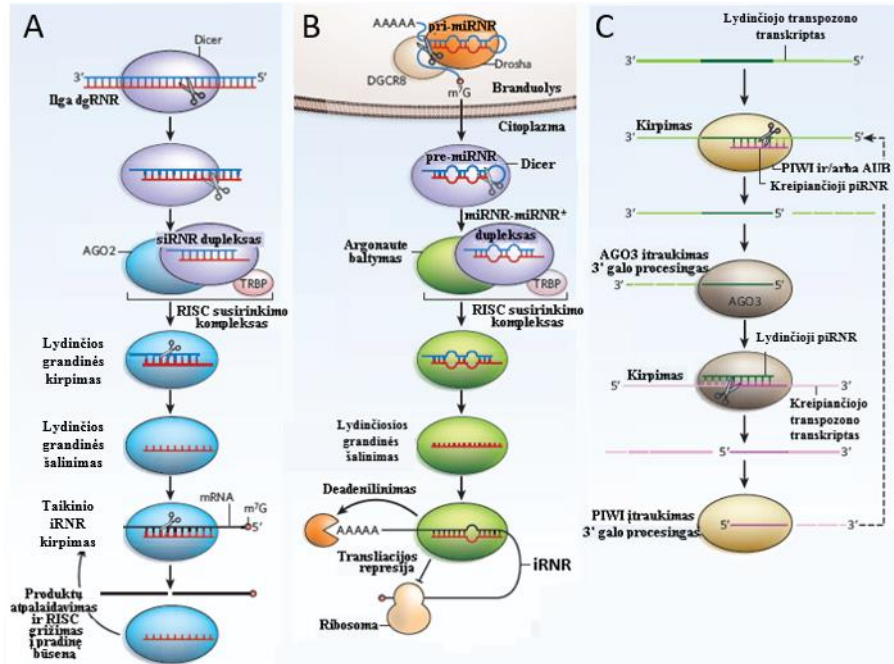 A
Dicer
3′
5′
Ilga dgRNR
AGO2
siRNR dupleksas
TRBP
RISC susirinkimo
kompleksas
Lydinčios
grandinės
kirpimas
Lydinčios
grandinės
šalinimas
Taikinio
iRNR
kirpimas
mRNA
m⁷G
5′
Produktų
atpalaidavimas
ir RISC
grįžimas
į pradinę
būseną
B
AAAAA
pri-miRNR
DGCR8
Drosha
m⁷G
Branduolys
Citoplazma
pre-miRNR
Dicer
miRNR-miRNR*
dupleksas
Argonaute
baltymas
TRBP
RISC susirinkimo
kompleksas
Lydinčiosios
grandinės
šalinimas
Deadenilinimas
AAAAA
Transliacijos
represija
iRNR
Ribosoma
C
Lydinčiojo transpozono
transkriptas
3′
5′
Kirpimas
3′
5′
PIWI ir/arba AUB
Kreipiančioji piRNR
3′
5′
AGO3 įtraukimas
3' galo procesingas
3′
5′
AGO3
Lydinčioji piRNR
Kirpimas
5′
3′
Kreipiančiojo
transpozono
transkriptas
5′
3′
PIWI įtraukimas
3' galo procesingas
5′
3′